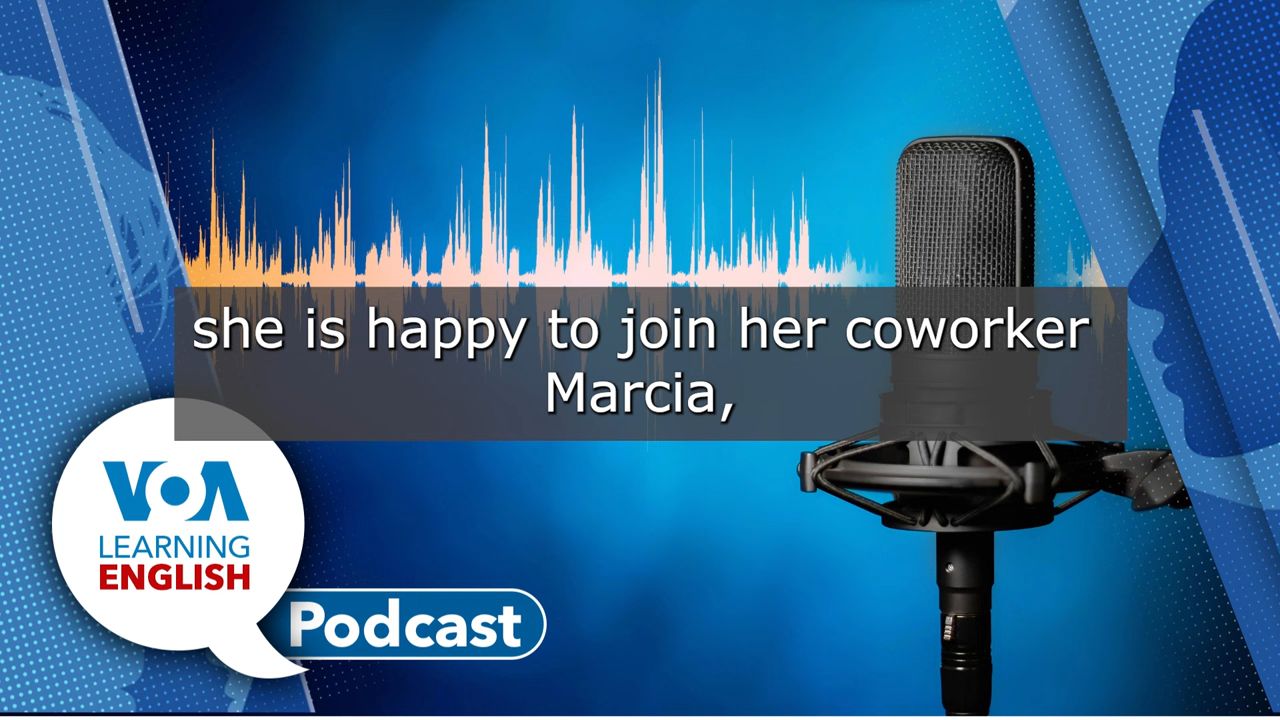 she is happy to join her coworker
Marcia,
VOA
LEARNING
ENGLISH
Podcast